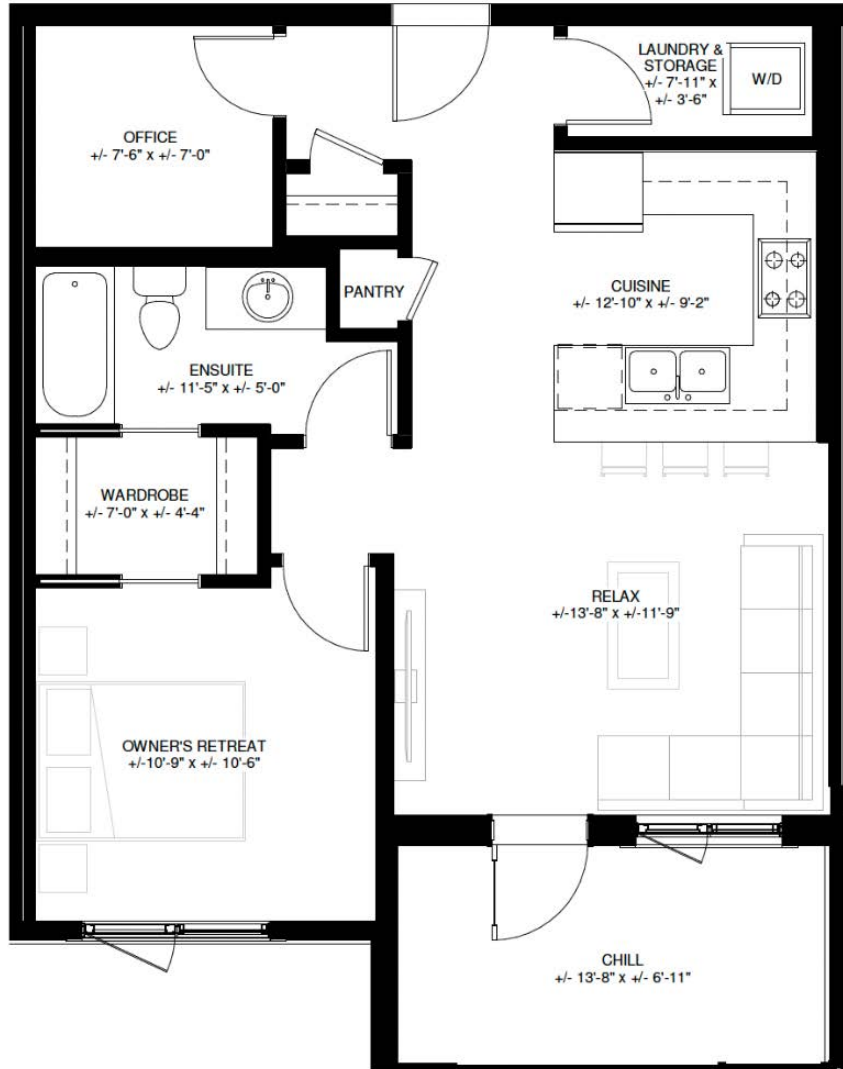 LAUNDRY &
STORAGE
+/- 7'-11" x
+/- 3'-6"
W/D
OFFICE
+/- 7'-6" x +/- 7'-0"
PANTRY
CUISINE
+/- 12'-10" x +/- 9'-2"
ENSUITE
+/- 11'-5" x +/- 5'-0"
WARDROBE
+/- 7'-0" x +/- 4'-4"
RELAX
+/-13'-8" x +/-11'-9"
OWNER'S RETREAT
+/-10'-9" x +/- 10'-6"
CHILL
+/- 13'-8" x +/- 6'-11"